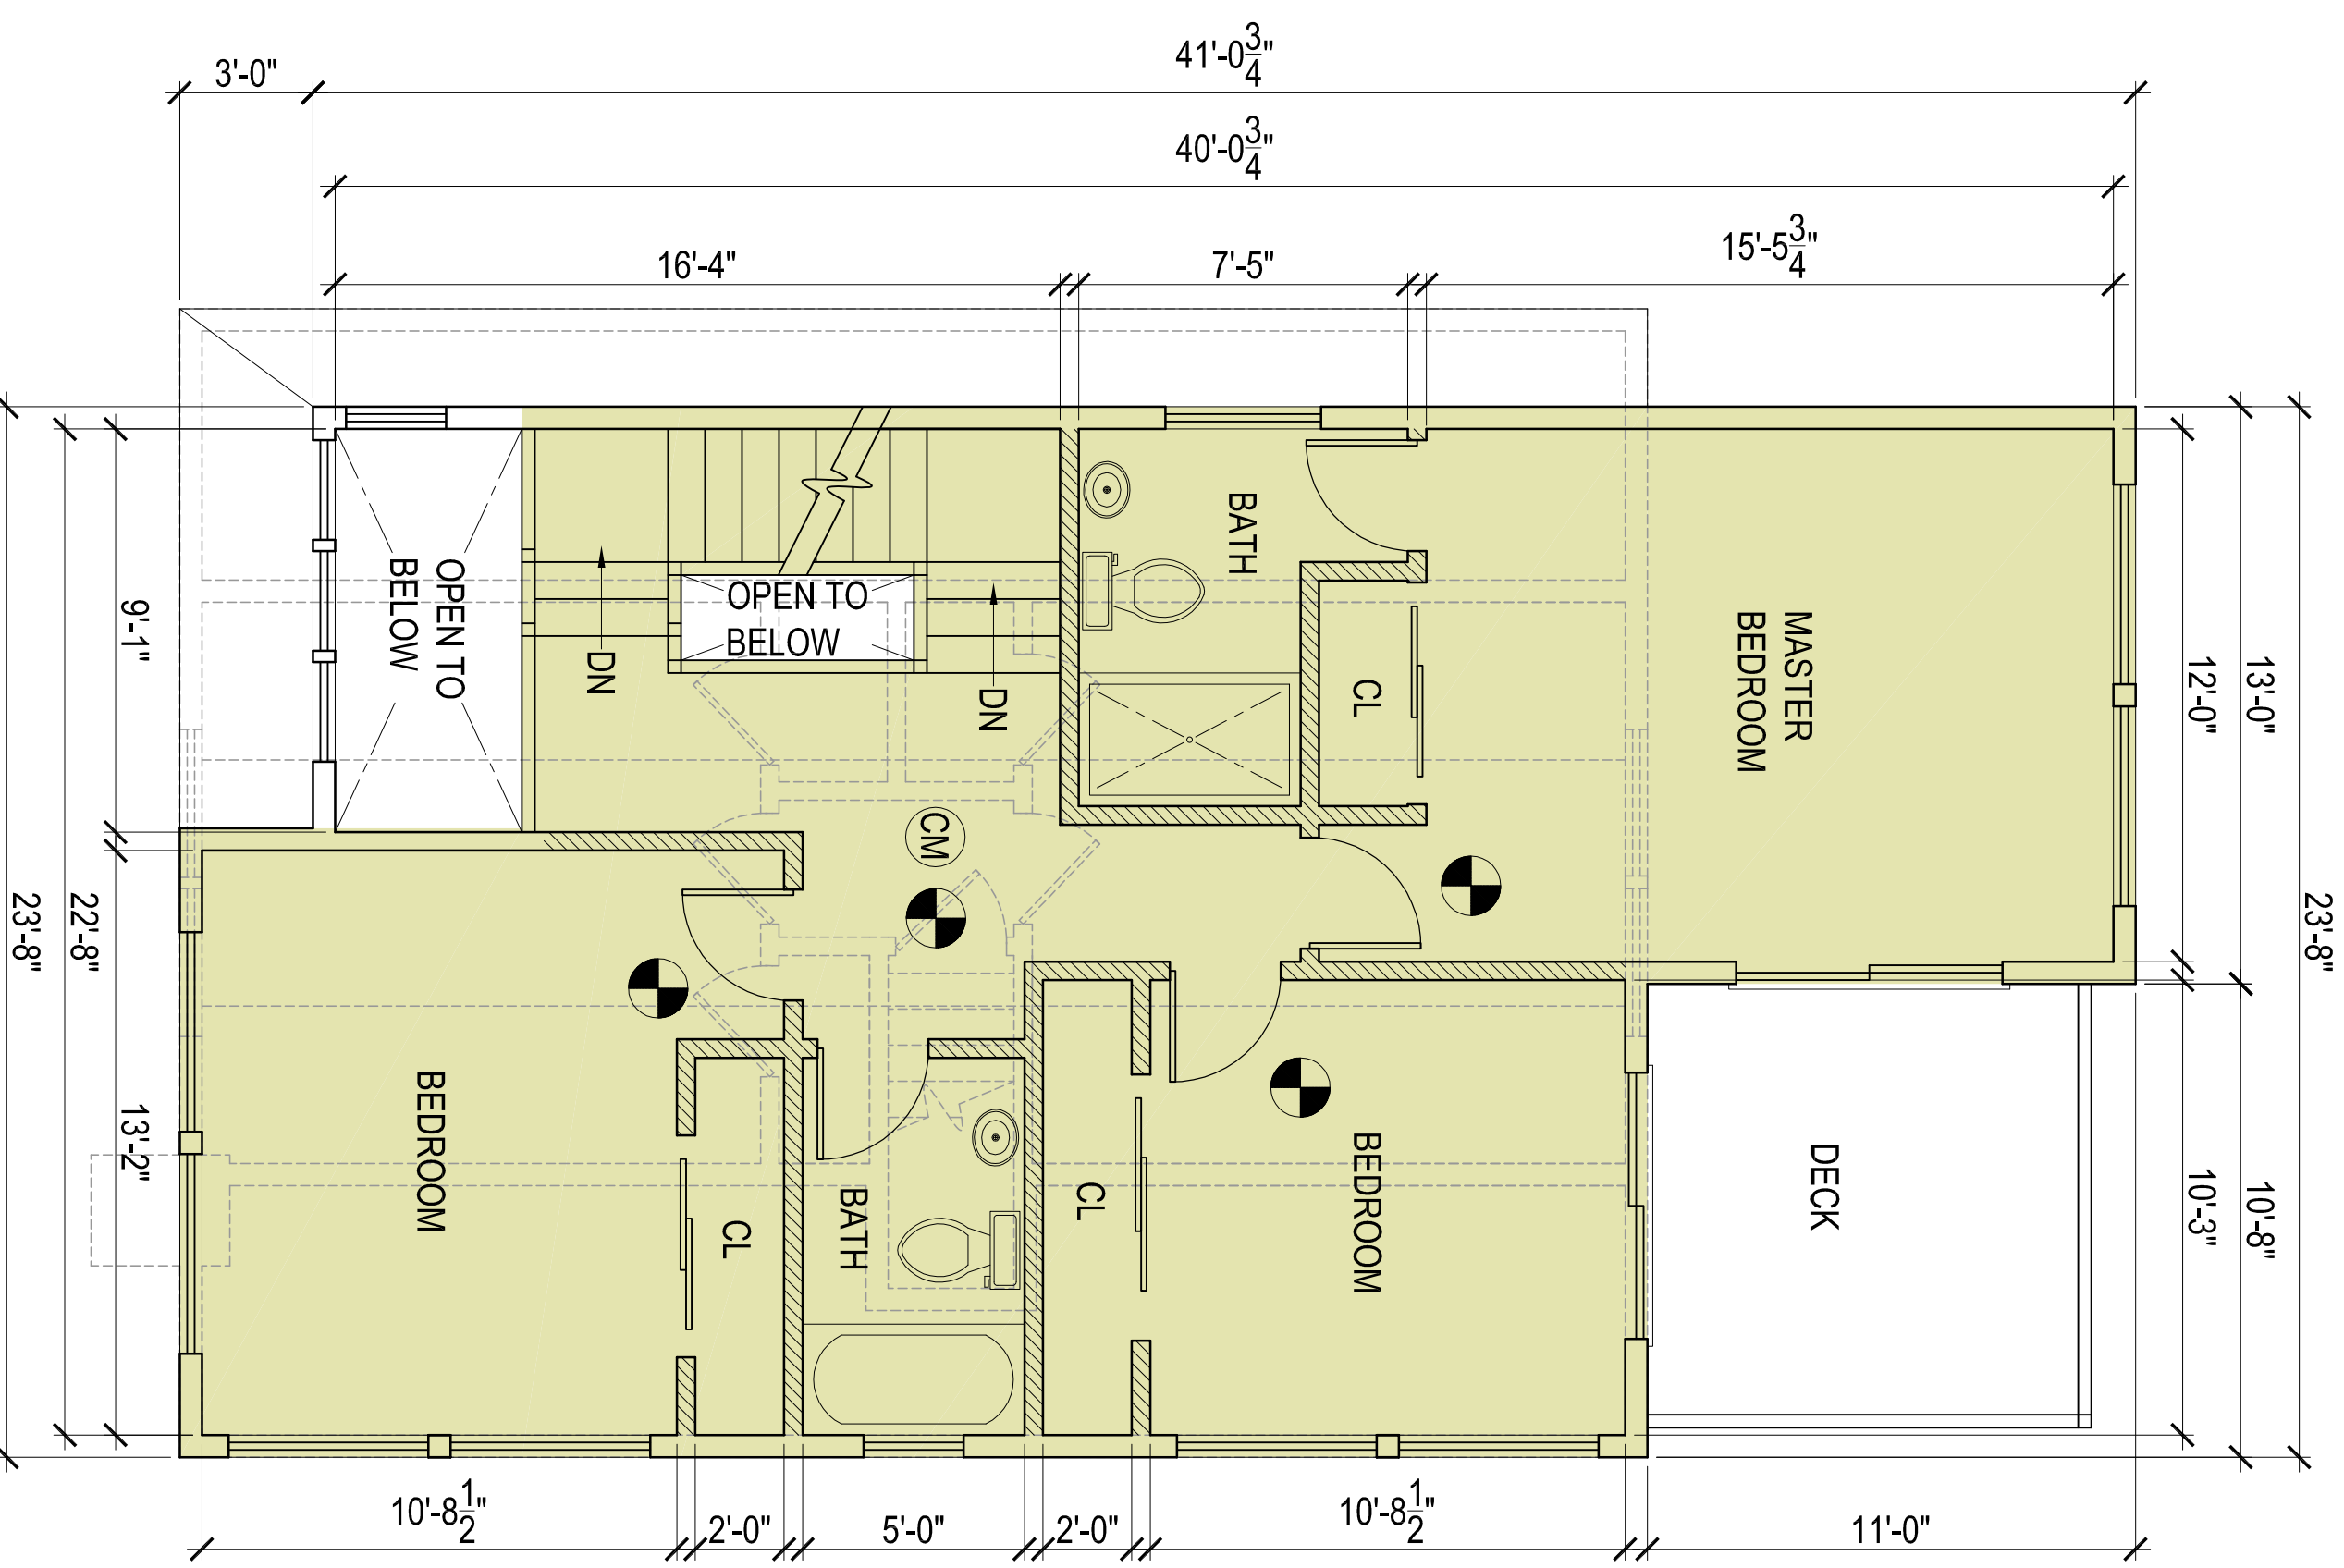 41'-0 3/4"
3'-0"
40'-0 3/4"
16'-4"
7'-5"
15'-5 3/4"
OPEN TO
BELOW
OPEN TO
BELOW
DN
DN
BATH
CL
MASTER
BEDROOM
CM
BEDROOM
CL
BATH
CL
BEDROOM
DECK
9'-1"
13'-2"
22'-8"
23'-8"
12'-0"
13'-0"
23'-8"
10'-3"
10'-8"
10'-8 1/2"
2'-0"
5'-0"
2'-0"
10'-8 1/2"
11'-0"